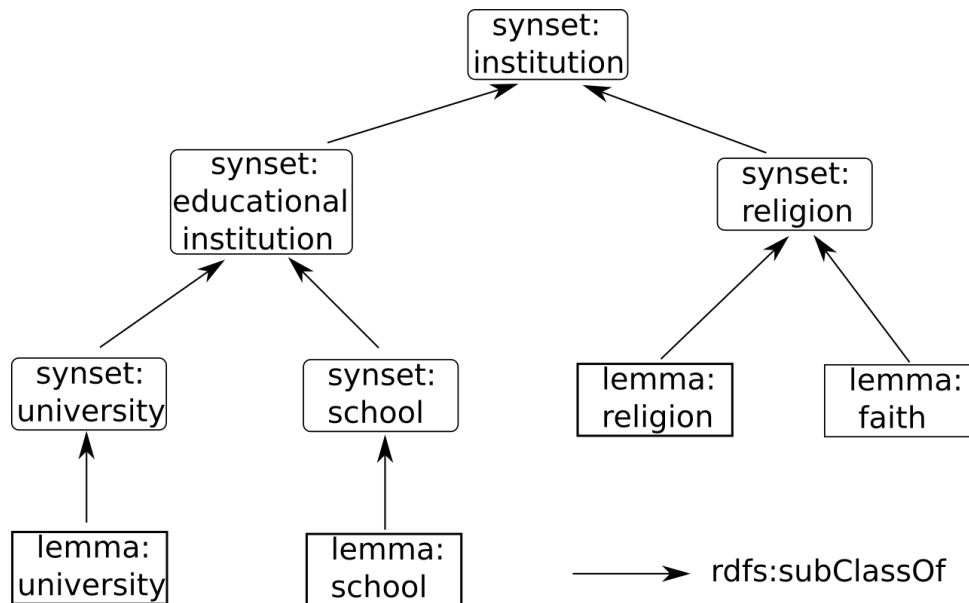 synset:
institution
synset:
educational
institution
synset:
religion
synset:
university
synset:
school
lemma:
religion
lemma:
faith
lemma:
university
lemma:
school
rdfs:subClassOf